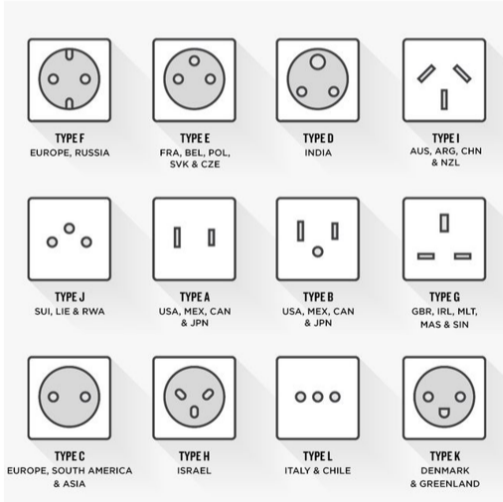 TYPE F
EUROPE, RUSSIA
TYPE E
FRA, BEL, POL,
SVK & CZE
TYPE D
INDIA
TYPE I
AUS, ARG, CHN
& NZL
TYPE J
SUI, LIE & RWA
TYPE A
USA, MEX, CAN
& JPN
TYPE B
USA, MEX, CAN
& JPN
TYPE G
GBR, IRL, MLT,
MAS & SIN
TYPE C
EUROPE, SOUTH AMERICA
& ASIA
TYPE H
ISRAEL
TYPE L
ITALY & CHILE
TYPE K
DENMARK
& GREENLAND